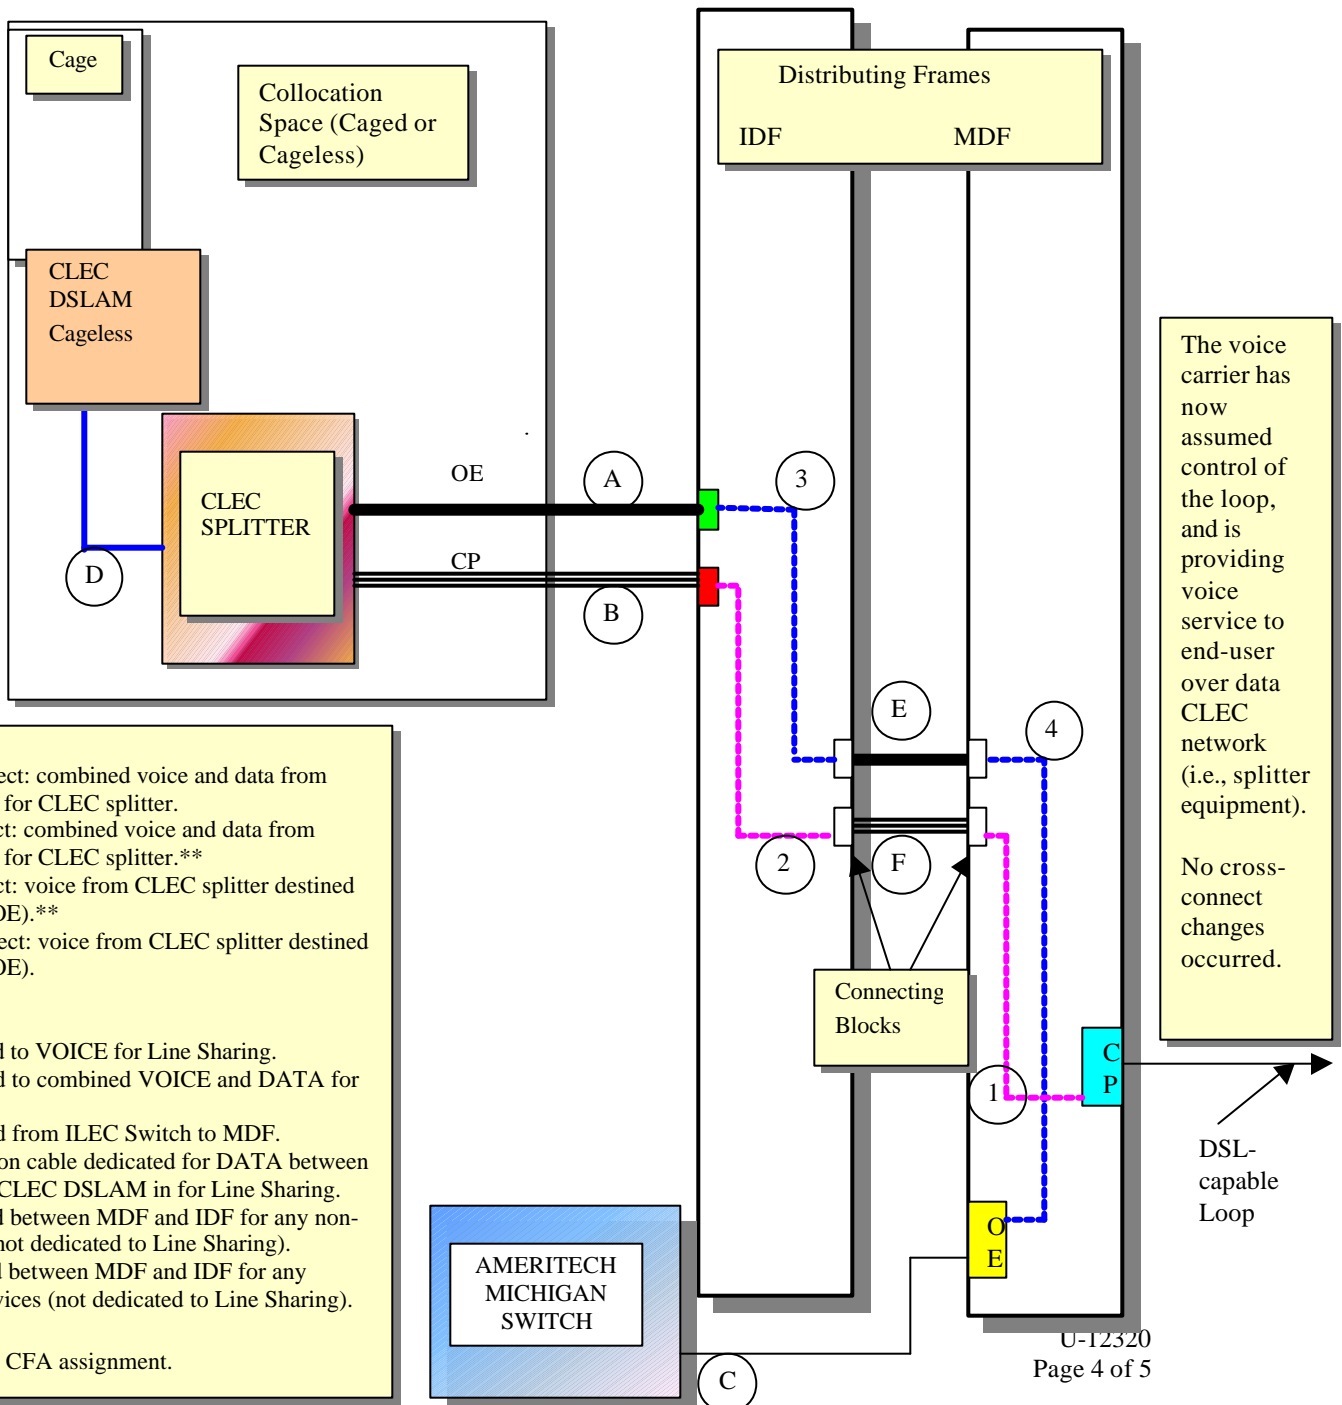 Cage
Collocation
Space (Caged or
Cageless)
Distributing Frames
IDF MDF
CLEC
DSLAM
Cageless
CLEC
SPLITTER
OE
A
3
CP
B
D
E
4
2
F
Connecting
Blocks
1
C
P
O
E
DSL-
capable
Loop
The voice
carrier has
now
assumed
control of
the loop,
and is
providing
voice
service to
end-user
over data
CLEC
network
(i.e., splitter
equipment).
No cross-
connect
changes
occurred.
ect: combined voice and data from
for CLEC splitter.
ct: combined voice and data from
for CLEC splitter.**
ct: voice from CLEC splitter destined
OE).**
ect: voice from CLEC splitter destined
OE).
d to VOICE for Line Sharing.
d to combined VOICE and DATA for
d from ILEC Switch to MDF.
on cable dedicated for DATA between
CLEC DSLAM in for Line Sharing.
d between MDF and IDF for any non-
not dedicated to Line Sharing).
d between MDF and IDF for any
vices (not dedicated to Line Sharing).
CFA assignment.
AMERITECH
MICHIGAN
SWITCH
C
U-12320
Page 4 of 5